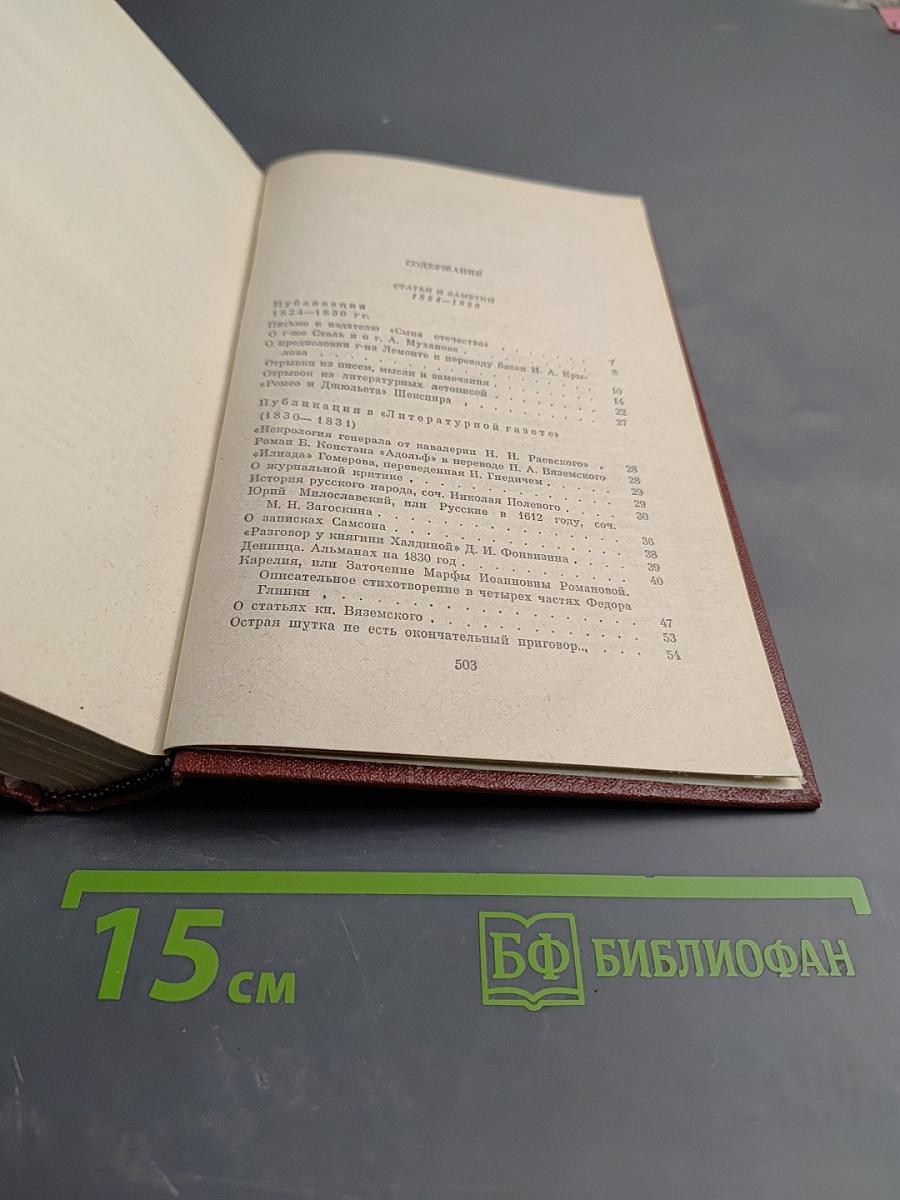 СОДЕРЖАНИЕ
СТАТЬИ И ЗАМЕТКИ
1824—1836
Публикации
1824—1830 гг.
Письмо к издателю «Сына отечества» . . . . . . 7
О г-же Сталь и о г. А. Муханове . . . . . . . 8
О предисловии г-на Лемонте к переводу басен И. А. Кры-
лова . . . . . . . . . . 10
Отрывки из писем, мысли и замечания . . . . . . 14
Отрывок из литературных летописей . . . . . . 22
«Ромео и Джюльета» Шекспира . . . . . . . 27
Публикации в «Литературной газете»
(1830—1831)
«Некрология генерала от кавалерии Н. Н. Раевского» . 28
Роман Б. Констана «Адольф» в переводе П. А. Вяземского 28
«Илиада» Гомерова, переведенная Н. Гнедичем . . . . 29
О журнальной критике . . . . . . . . . 29
История русского народа, соч. Николая Полевого . . . 30
Юрий Милославский, или Русские в 1612 году, соч.
М. Н. Загоскина . . . . . . . . . . 36
О записках Самсона . . . . . . . . . . 38
«Разговор у княгини Халдиной» Д. И. Фонвизина . . . 39
Денница. Альманах на 1830 год . . . . . . . . 40
Карелия, или Заточение Марфы Иоанновны Романовой.
Описательное стихотворение в четырех частях Федора
Глинки . . . . . . . . . . . . 47
О статьях кн. Вяземского . . . . . . . . . 53
Острая шутка не есть окончательный приговор... . . . 54
503
15 см
БФ БИБЛИОФАН